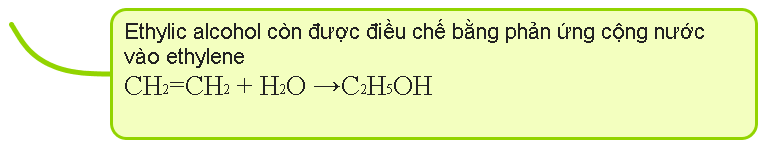 Ethylic alcohol còn được điều chế bằng phản ứng cộng nước
vào ethylene
CH₂=CH₂ + H₂O →C₂H₅OH